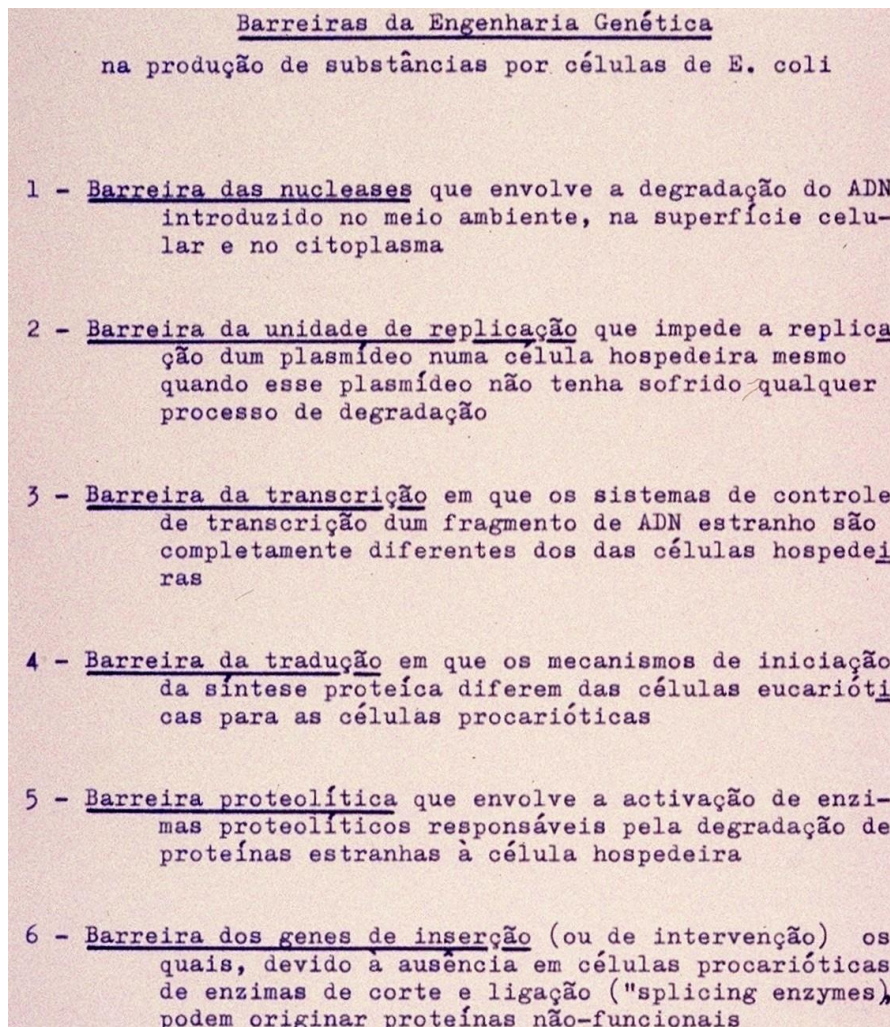 Barreiras da Engenharia Genética
na produção de substâncias por células de E. coli
1 - Barreira das nucleases que envolve a degradação do ADN
introduzido no meio ambiente, na superfície celu-
lar e no citoplasma
2 - Barreira da unidade de replicação que impede a replica
ção dum plasmídeo numa célula hospedeira mesmo
quando esse plasmídeo não tenha sofrido qualquer
processo de degradação
3 - Barreira da transcrição em que os sistemas de controle
de transcrição dum fragmento de ADN estranho são
completamente diferentes dos das células hospedei
ras
4 - Barreira da tradução em que os mecanismos de iniciação
da síntese proteíca diferem das células eucarióti
cas para as células procarióticas
5 - Barreira proteolítica que envolve a activação de enzi-
mas proteolíticos responsáveis pela degradação de
proteínas estranhas à célula hospedeira
6 - Barreira dos genes de inserção (ou de intervenção) os
quais, devido à ausência em células procarióticas
de enzimas de corte e ligação ("splicing enzymes),
podem originar proteínas não-funcionais